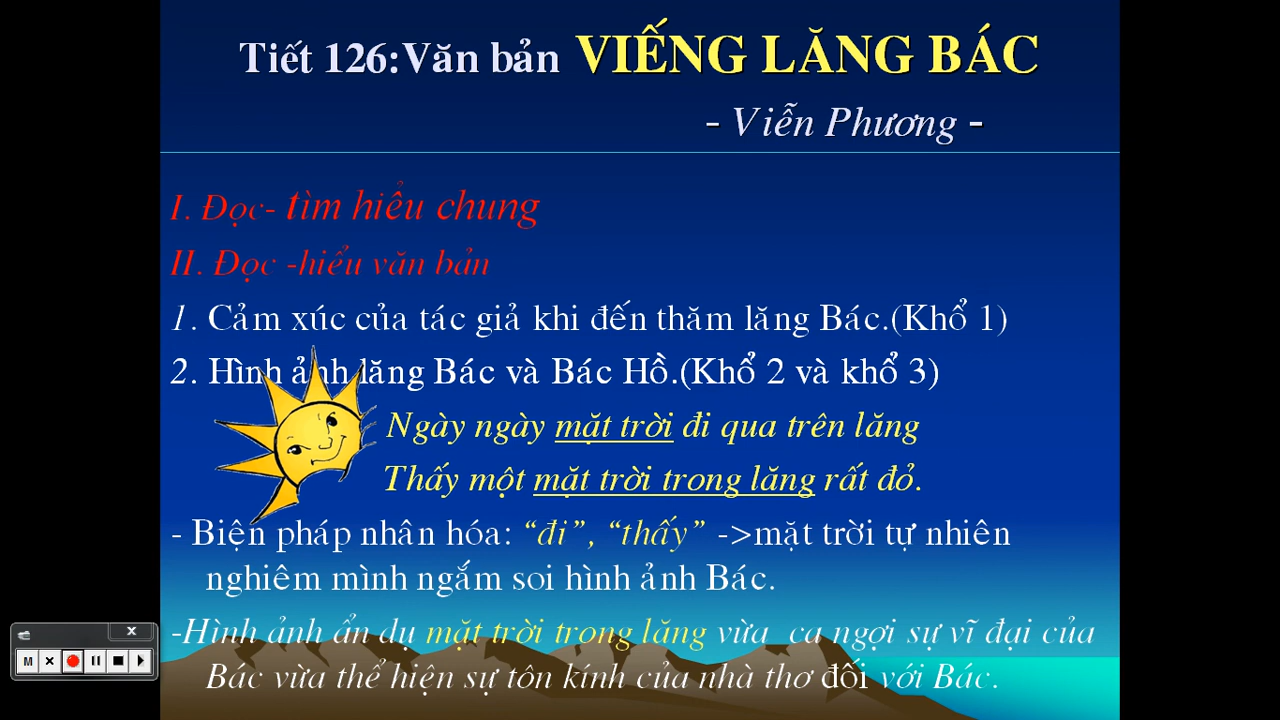 Tiết 126:Văn bản VIẾNG LĂNG BÁC
- Viễn Phương -
I. Đọc- tìm hiểu chung
II. Đọc -hiểu văn bản
1. Cảm xúc của tác giả khi đến thăm lăng Bác.(Khổ 1)
2. Hình ảnh lăng Bác và Bác Hồ.(Khổ 2 và khổ 3)
Ngày ngày mặt trời đi qua trên lăng
Thấy một mặt trời trong lăng rất đỏ.
- Biện pháp nhân hóa: “đi”, “thấy” ->mặt trời tự nhiên
nghiêm mình ngắm soi hình ảnh Bác.
-Hình ảnh ẩn dụ mặt trời trong lăng vừa ca ngợi sự vĩ đại của
Bác vừa thể hiện sự tôn kính của nhà thơ đối với Bác.
M